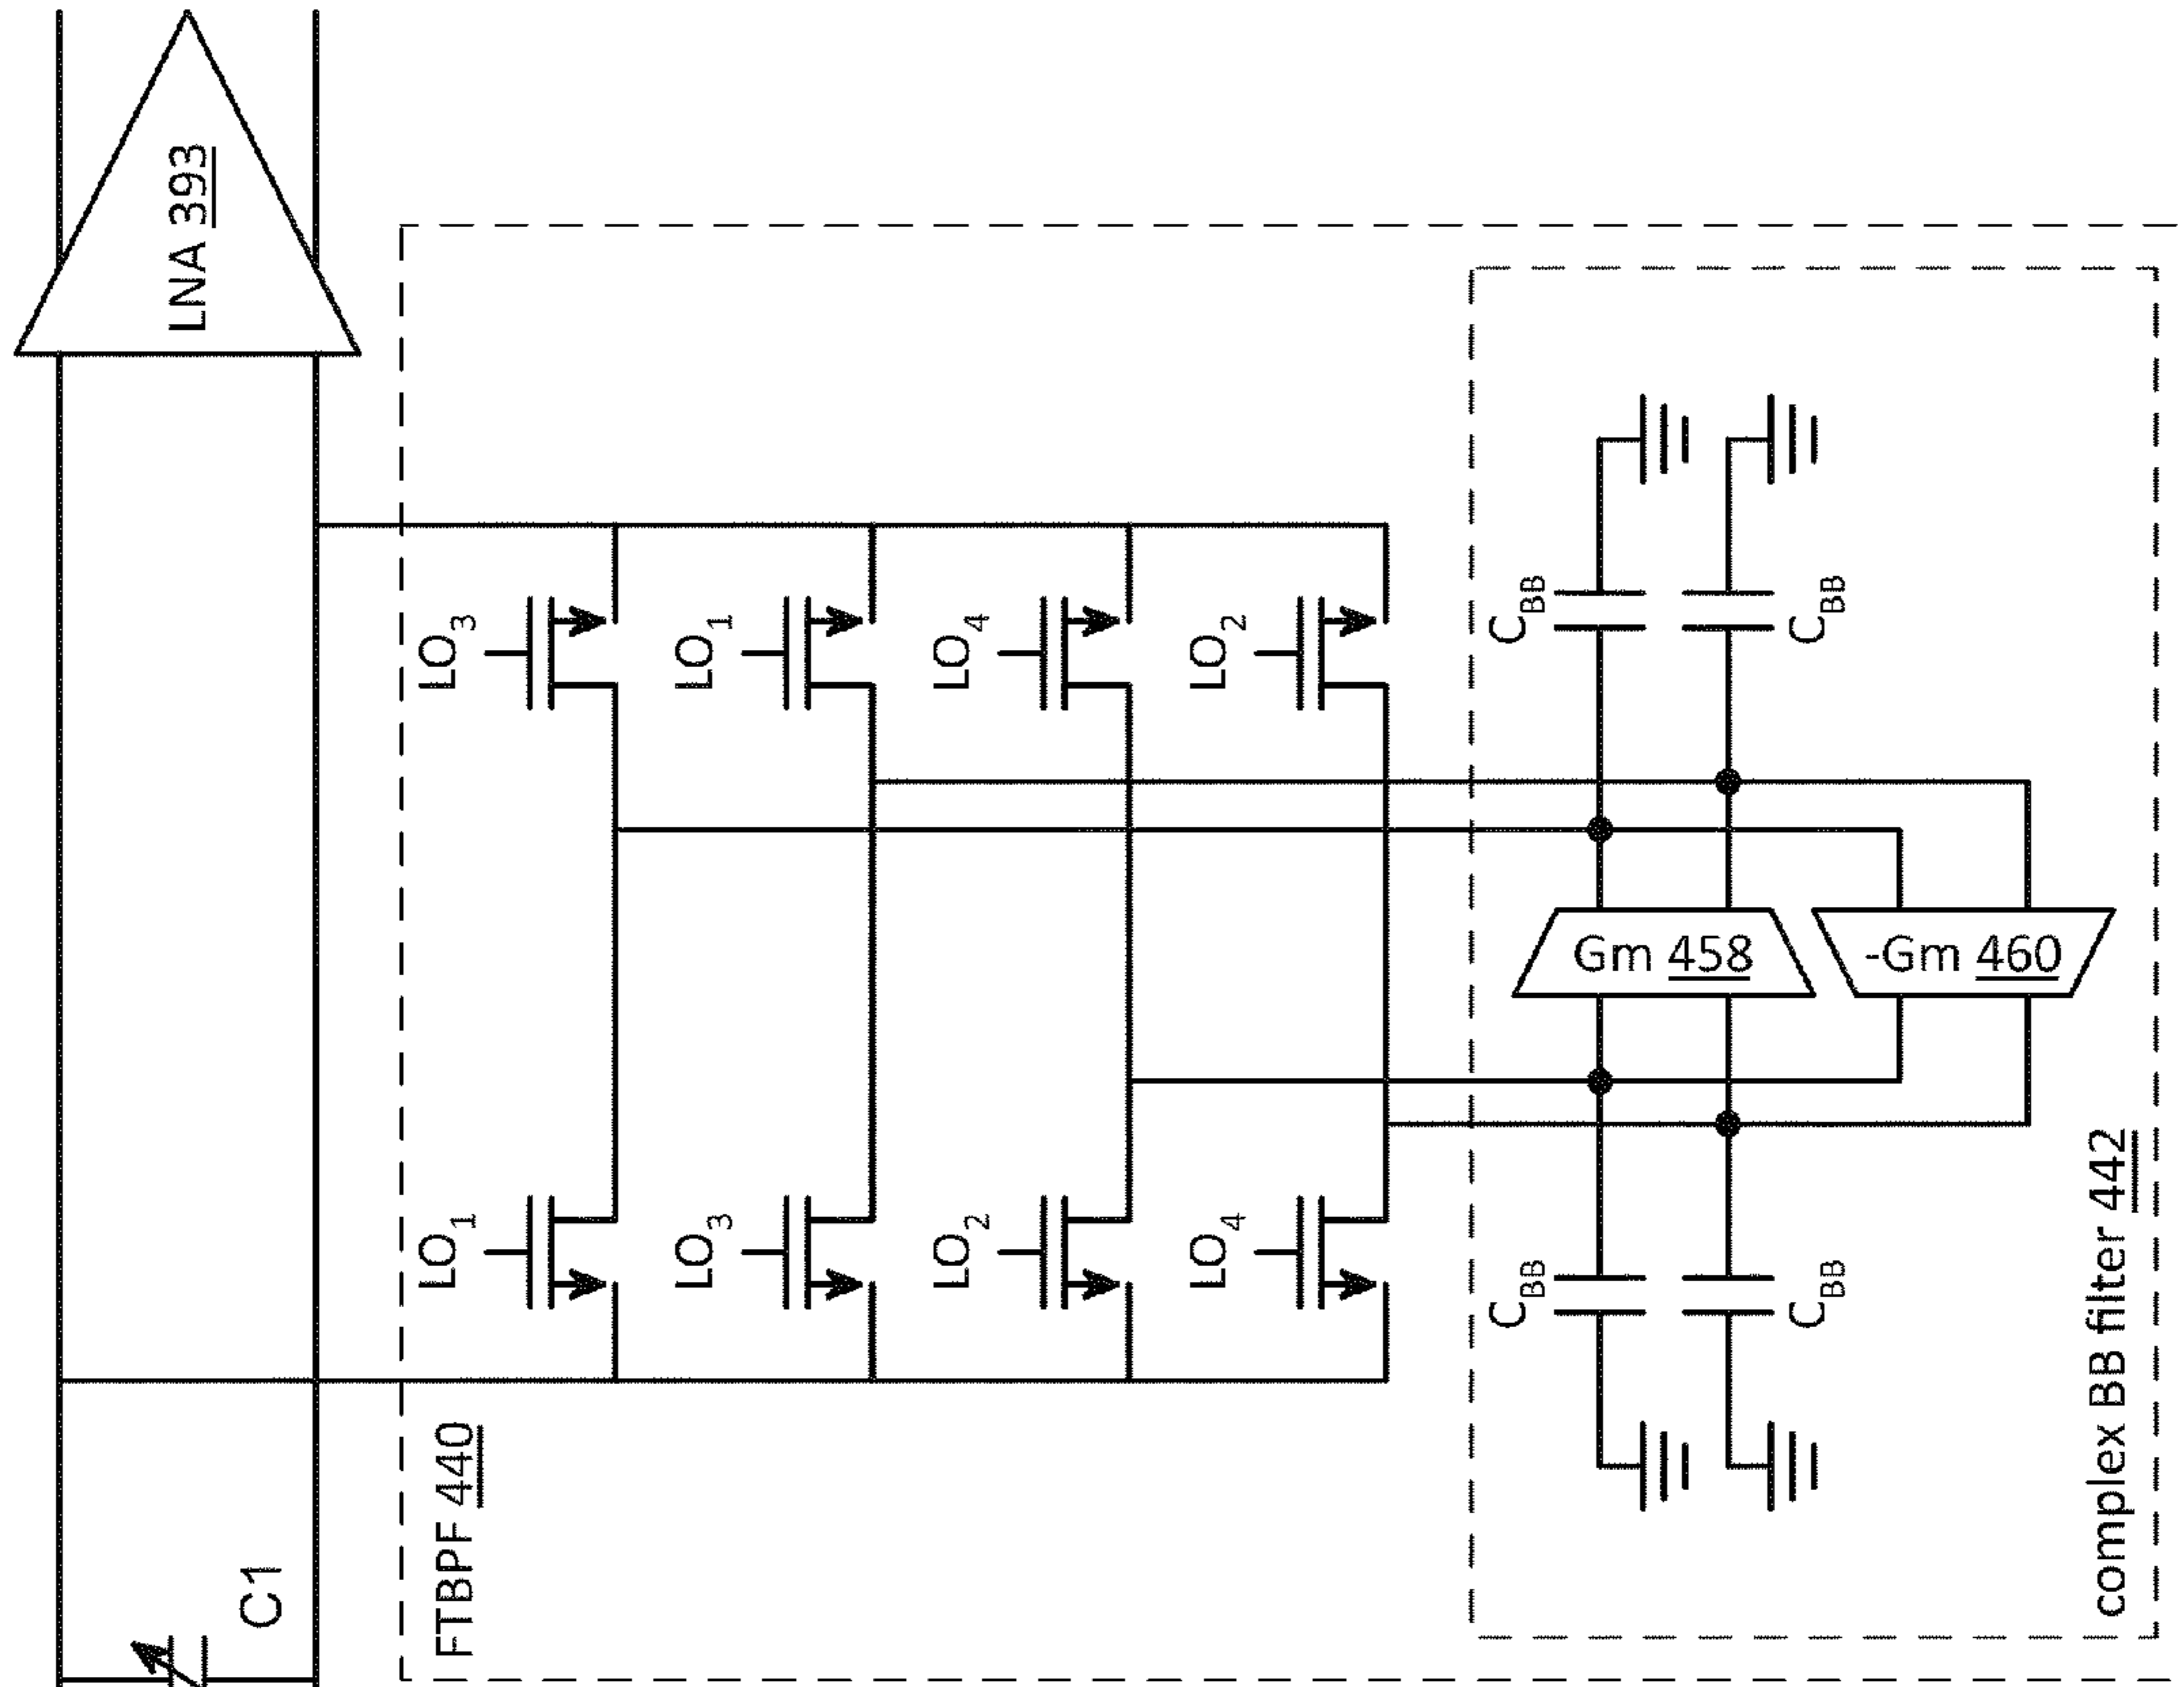 LNA 393
C1
FTBPF 440
LO3
LO1
LO4
LO2
LO1
LO3
LO2
LO4
CBB
CBB
Gm 458
-Gm 460
CBB
CBB
complex BB filter 442